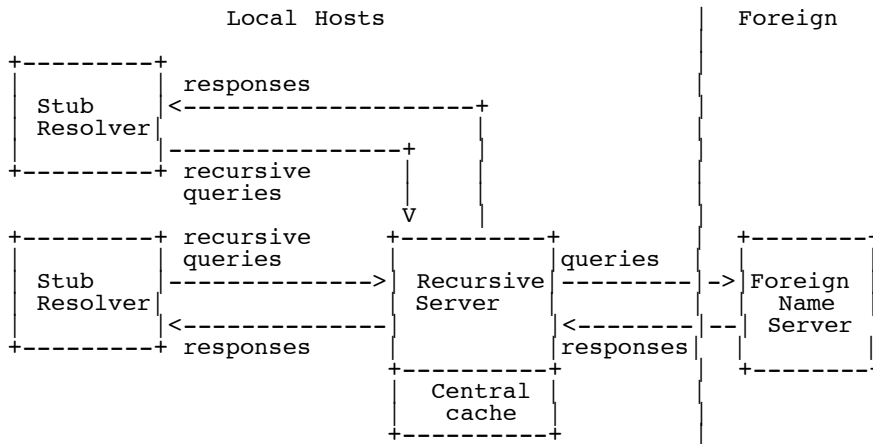 Local Hosts | Foreign
responses
Stub
Resolver
recursive
queries
recursive
queries
queries
Stub
Resolver
Recursive
Server
Foreign
Name
Server
responses
responses
Central
cache